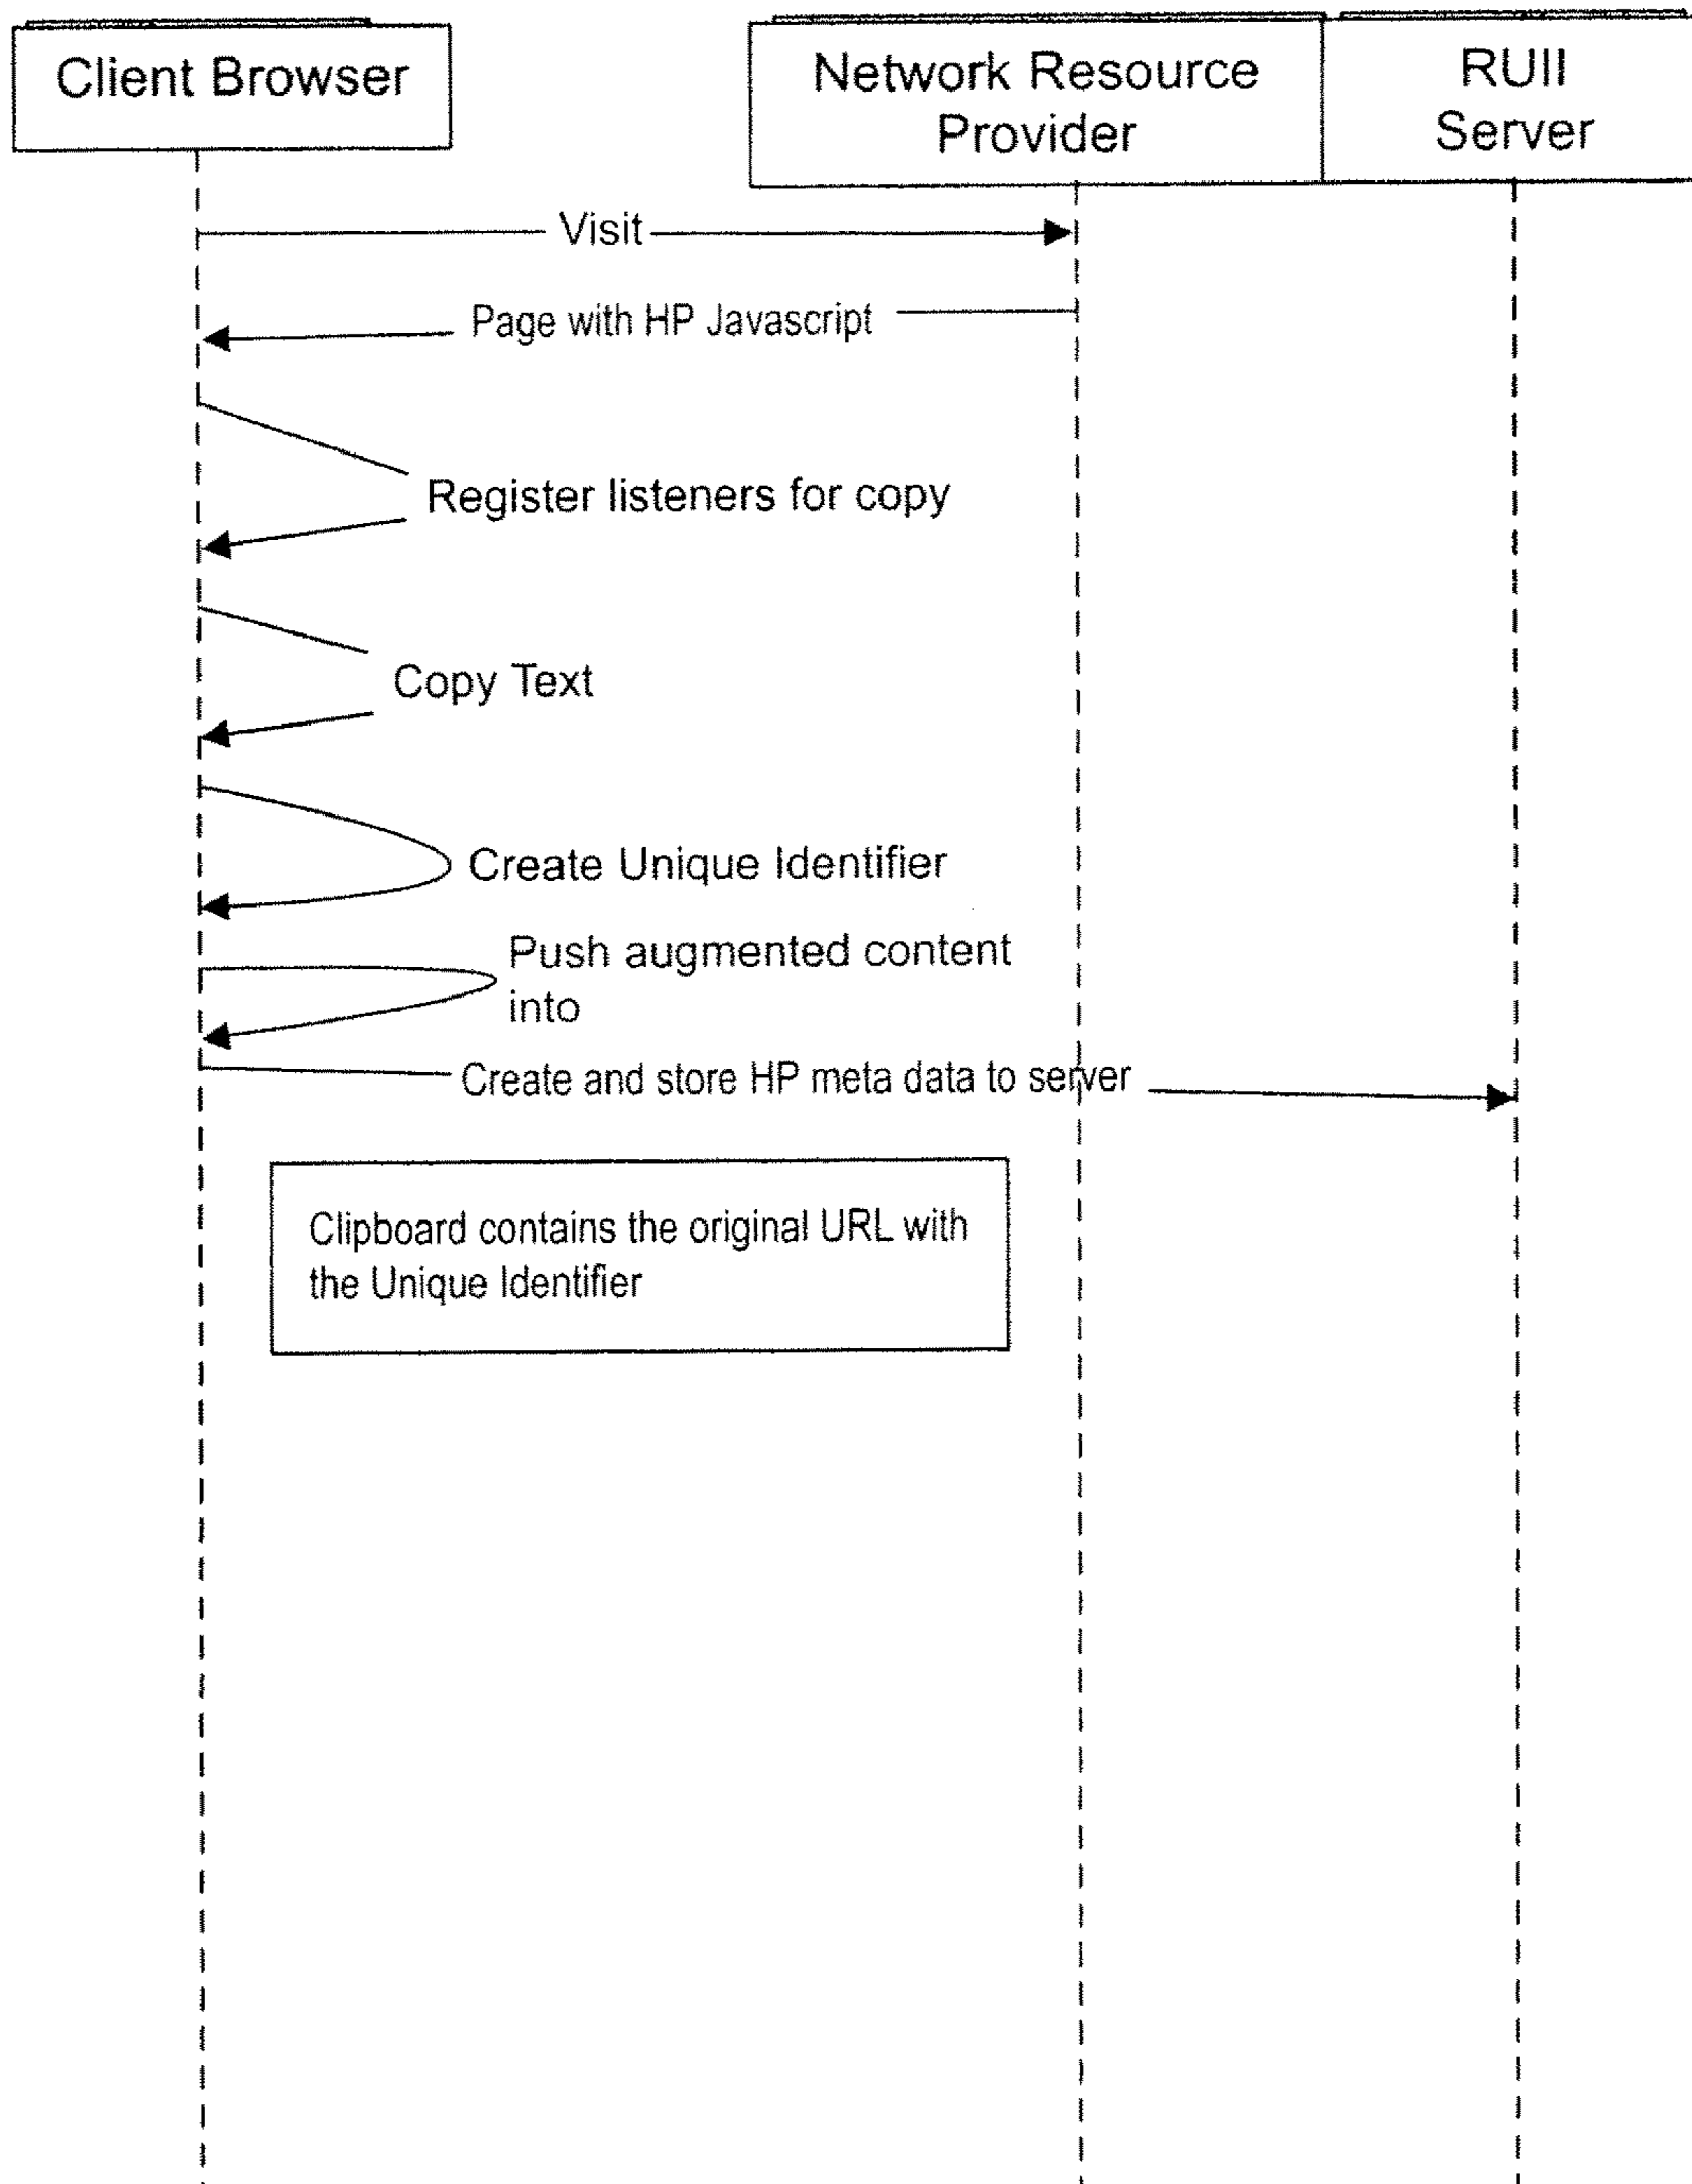 Client Browser
Network Resource
Provider
RUII
Server
Visit
Page with HP Javascript
Register listeners for copy
Copy Text
Create Unique Identifier
Push augmented content
into
Create and store HP meta data to server
Clipboard contains the original URL with
the Unique Identifier